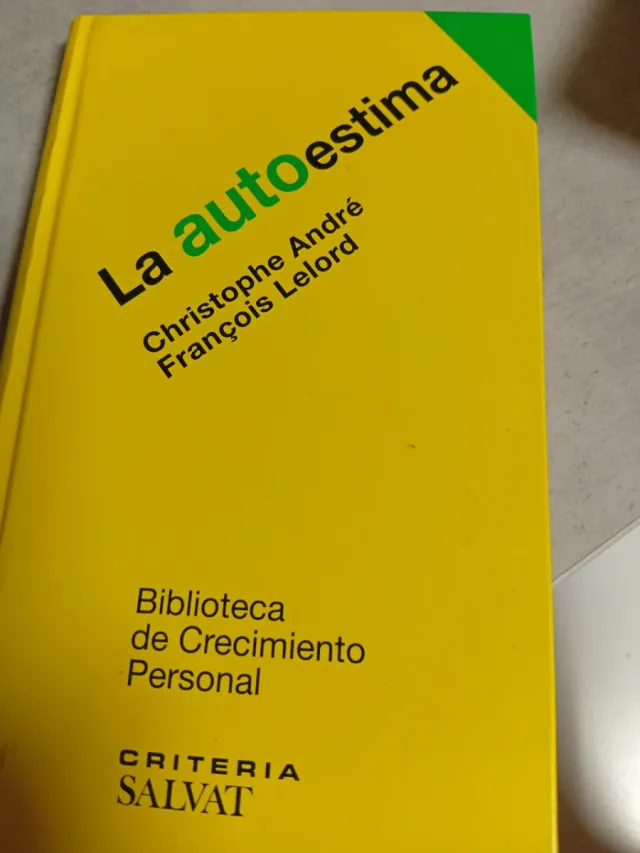 La autoestima
Christophe André
François Lelord
Biblioteca
de Crecimiento
Personal
CRITERIA
SALVAT